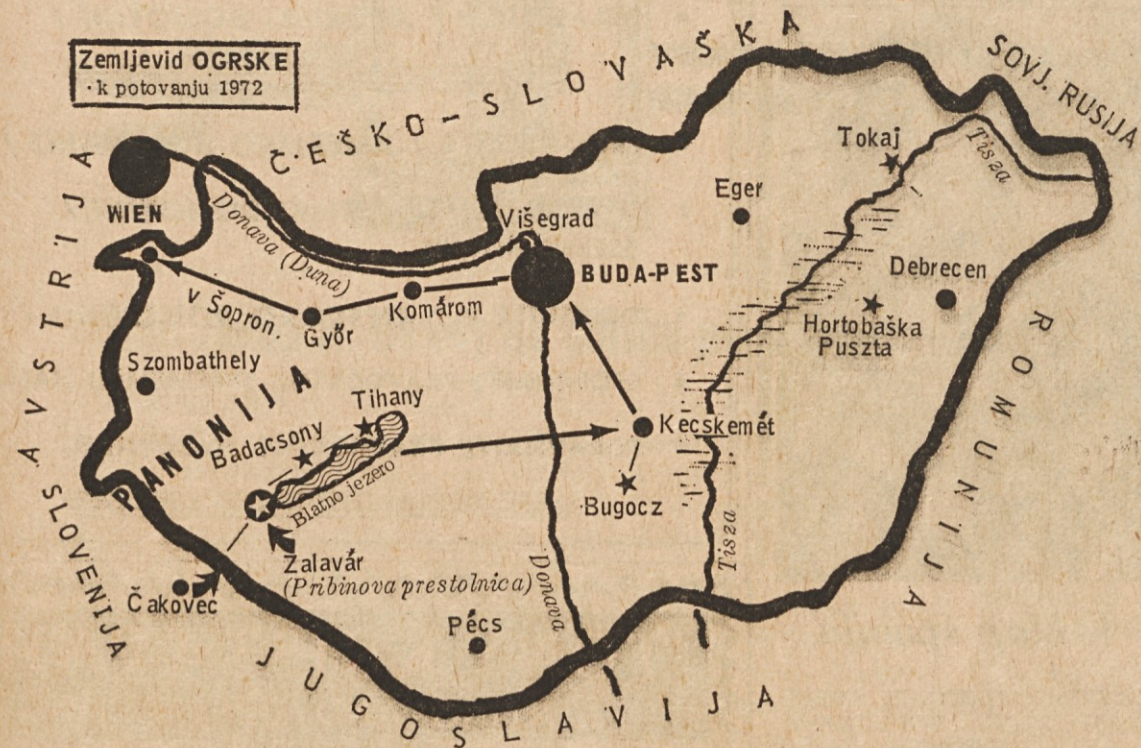 Zemljevid OGRSKE
k potovanju 1972
ČEŠKO-SLOVAŠKA
SOVJ. RUSIJA
AVSTRIJA
WIEN
Donava (Duna)
Višegrad
BUDA-PEST
Tokaj
Tisza
Eger
Debrecen
Hortobaška
Puszta
v Šopron.
Győr
Komárom
Szombathely
PANONIJA
Tihany
Badacsony
Blatno jezero
Kecskemét
Bugocz
ROMUNIJA
SLOVENIJA
Čakovec
Zalavár
(Pribinova prestolnica)
Pécs
Donava
Tisza
JUGOSLAVIJA